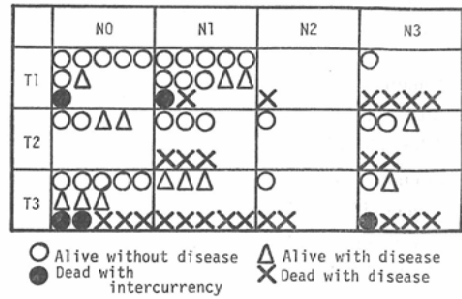 N0 N1 N2 N3
T1
T2
T3
Alive without disease Alive with disease
Dead with intercurrency Dead with disease